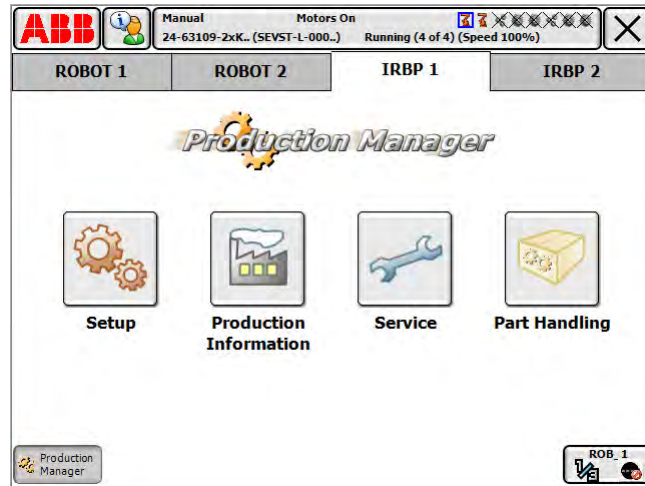 ABB
Manual Motors On
24-63109-2xK.. (SEVST-L-000..) Running (4 of 4) (Speed 100%)
ROBOT 1 ROBOT 2 IRBP 1 IRBP 2
Production Manager
Setup Production Information Service Part Handling
Production
Manager
ROB_1
1/3